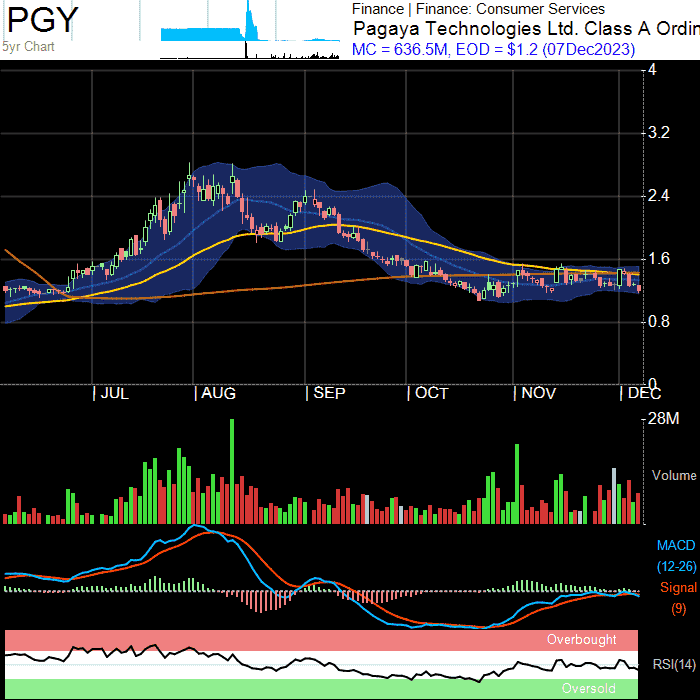 PGY
5yr Chart
Finance | Finance: Consumer Services
Pagaya Technologies Ltd. Class A Ordin
MC = 636.5M, EOD = $1.2 (07Dec2023)
4
3.2
2.4
1.6
0.8
0
| JUL | AUG | SEP | OCT | NOV | DEC
28M
Volume
MACD
(12-26)
Signal
(9)
Overbought
RSI(14)
Oversold